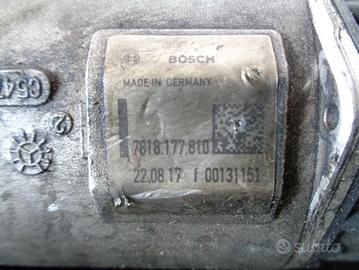 BOSCH
MADE IN GERMANY
7818.177.810
22.08.17 f 00131151
subito